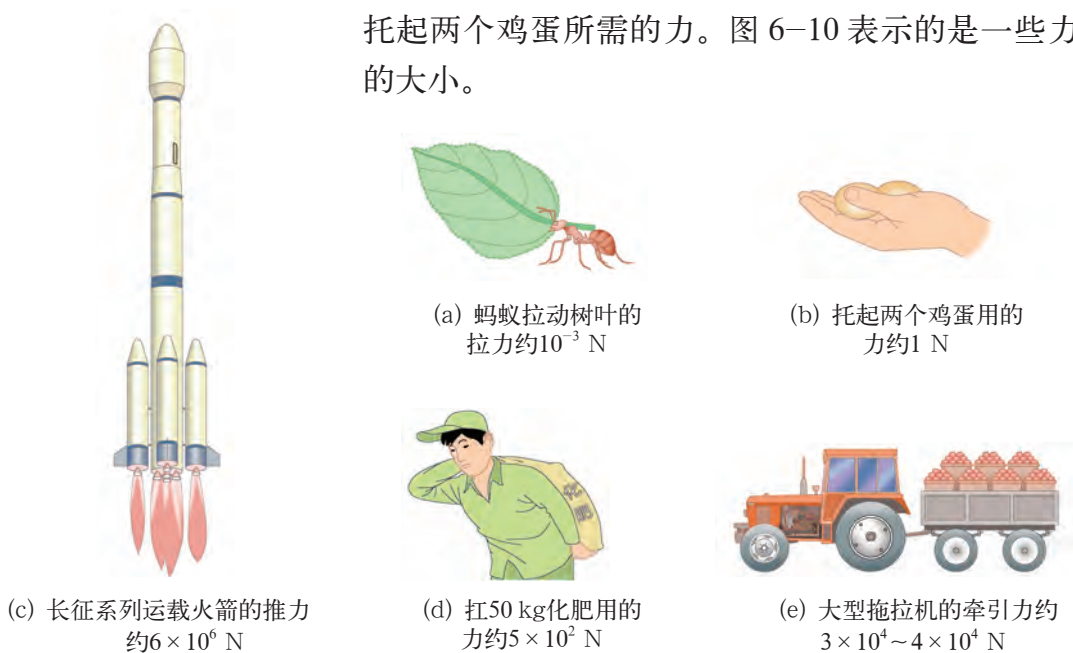 托起两个鸡蛋所需的力。图 6-10 表示的是一些力
的大小。
(a) 蚂蚁拉动树叶的
拉力约10⁻³ N
(b) 托起两个鸡蛋用的
力约1 N
(c) 长征系列运载火箭的推力
约6×10⁶ N
(d) 扛50 kg化肥用的
力约5×10² N
(e) 大型拖拉机的牵引力约
3×10⁴~4×10⁴ N